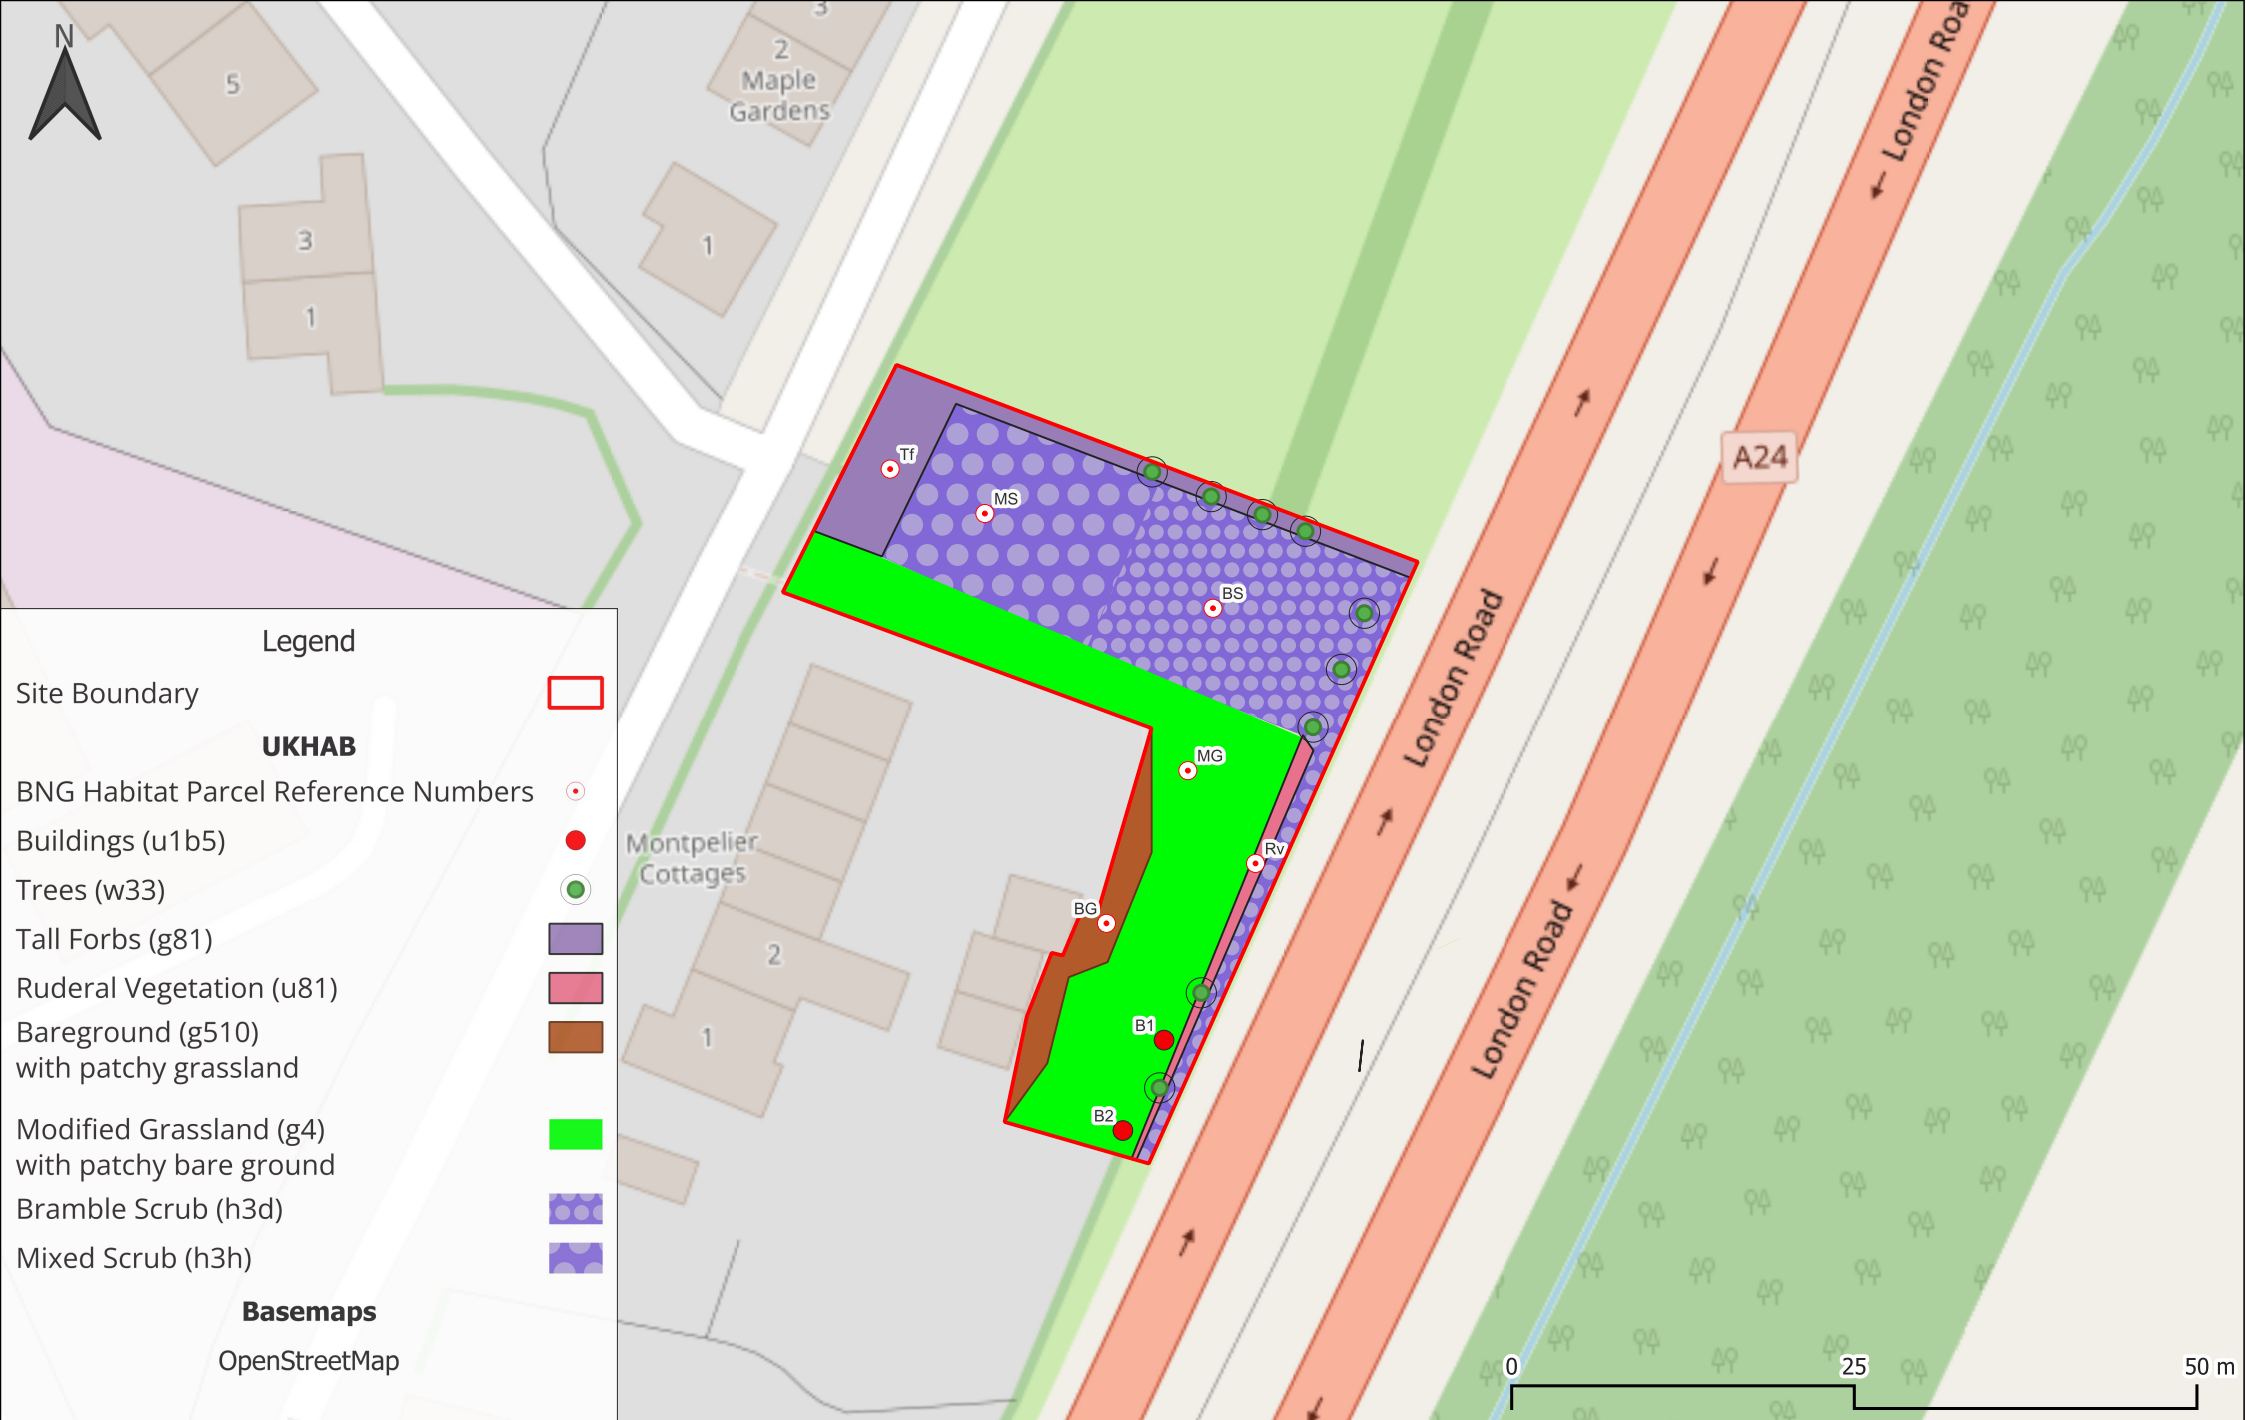 N
5
3
2
Maple
Gardens
1
3
1
London Roa
A24
Tf
MS
BS
MG
Rv
BG
B1
B2
London Road
London Road
Montpelier
Cottages
2
1
Legend
Site Boundary
UKHAB
BNG Habitat Parcel Reference Numbers
Buildings (u1b5)
Trees (w33)
Tall Forbs (g81)
Ruderal Vegetation (u81)
Bareground (g510)
with patchy grassland
Modified Grassland (g4)
with patchy bare ground
Bramble Scrub (h3d)
Mixed Scrub (h3h)
Basemaps
OpenStreetMap
0 25 50 m